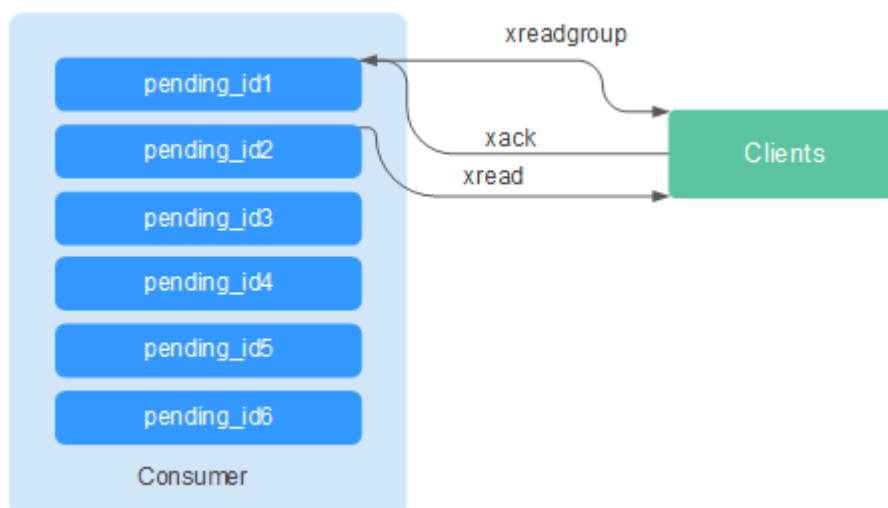 xreadgroup
pending_id1
xack
Clients
pending_id2
xread
pending_id3
pending_id4
pending_id5
pending_id6
Consumer